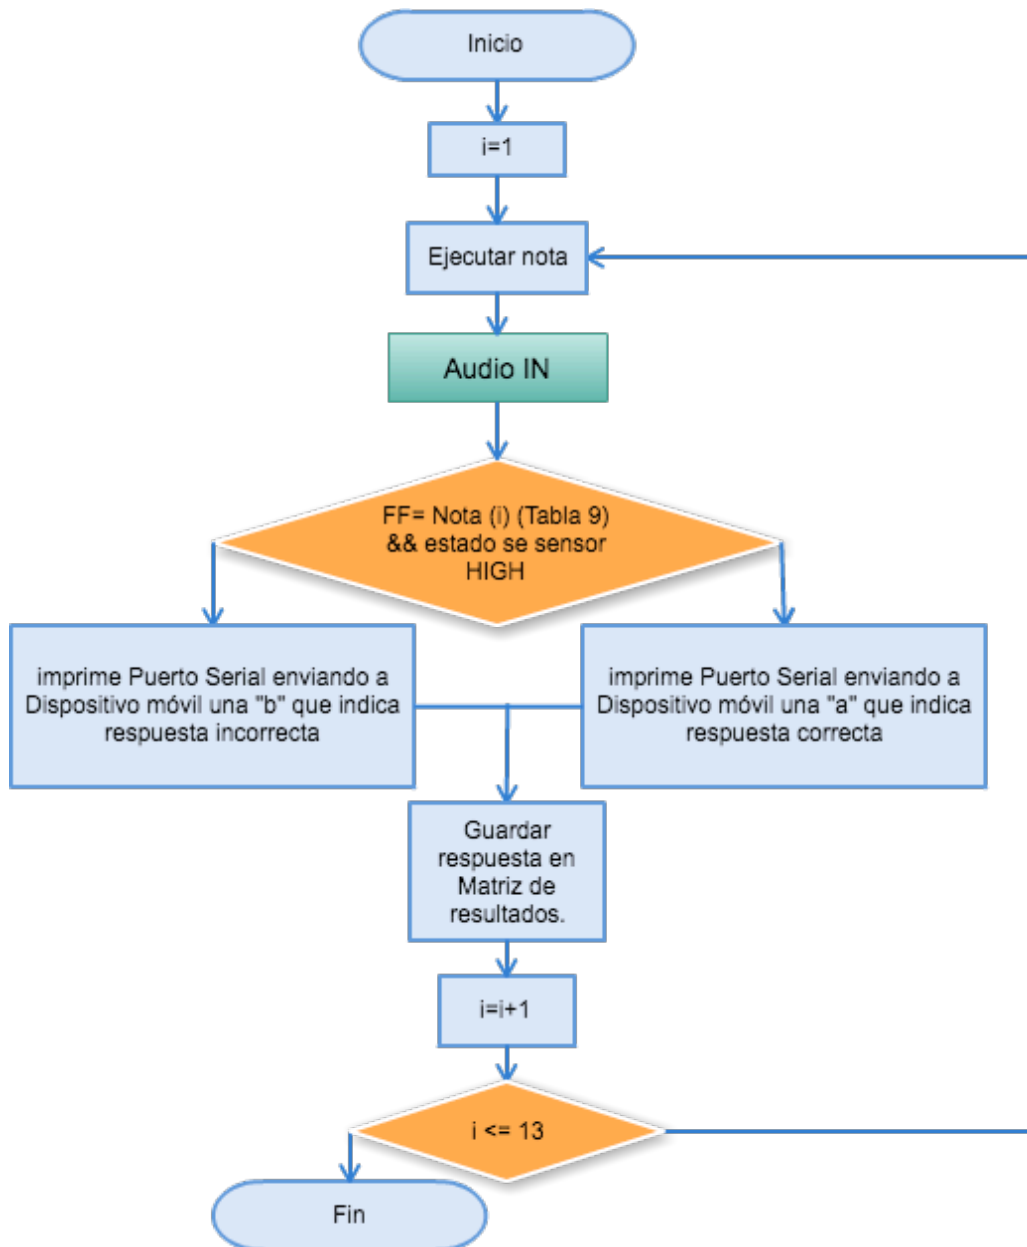 Inicio
i=1
Ejecutar nota
Audio IN
FF= Nota (i) (Tabla 9)
&& estado se sensor
HIGH
imprime Puerto Serial enviando a
Dispositivo móvil una "b" que indica
respuesta incorrecta
imprime Puerto Serial enviando a
Dispositivo móvil una "a" que indica
respuesta correcta
Guardar
respuesta en
Matriz de
resultados.
i=i+1
i <= 13
Fin